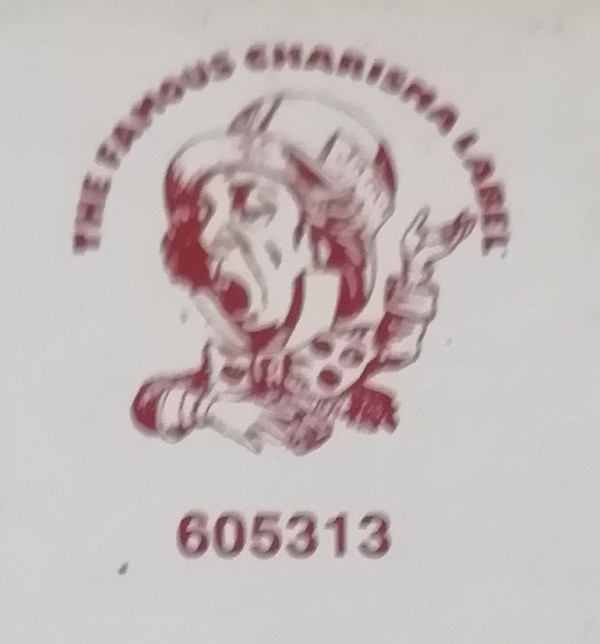 THE FAMOUS CHARISMA LABEL
605313